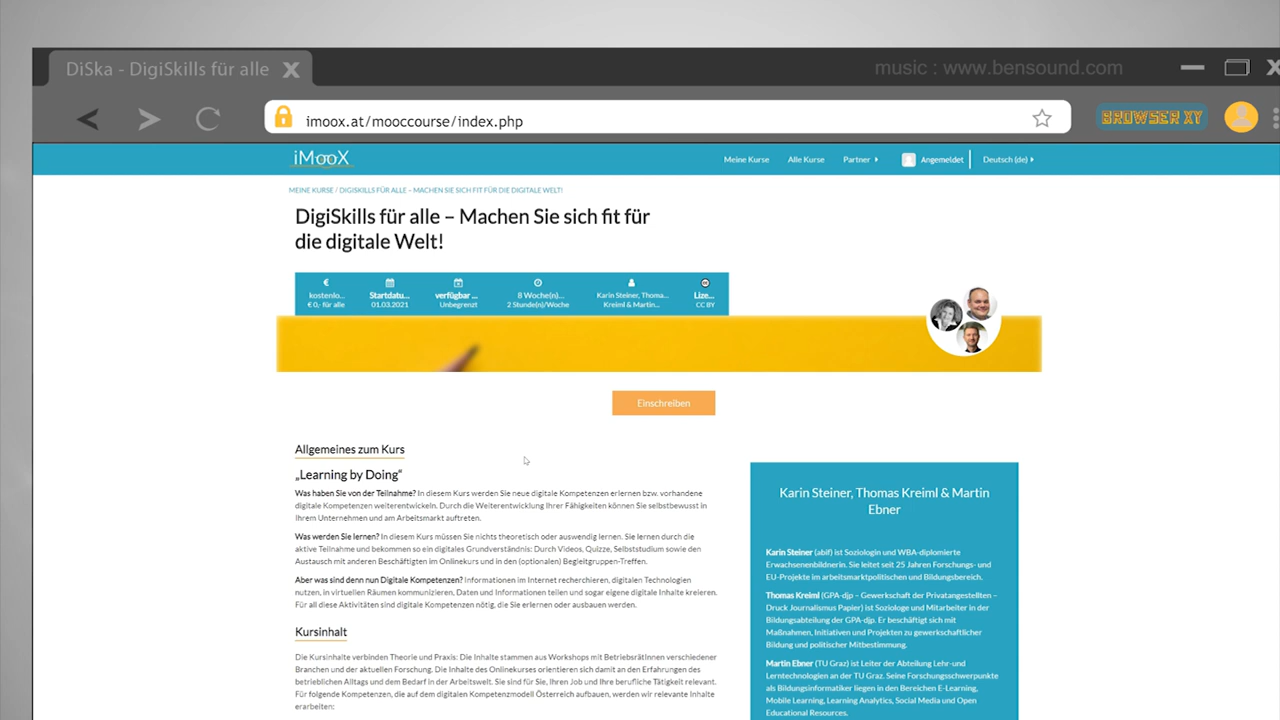 DiSka - DigiSkills für alle
music : www.bensound.com
imoox.at/mooc/course/index.php
BROWSER XY
iMooX
Meine Kurse
Alle Kurse
Partner
Angemeldet
Deutsch (de)
MEINE KURSE / DIGISKILLS FÜR ALLE – MACHEN SIE SICH FIT FÜR DIE DIGITALE WELT!
DigiSkills für alle – Machen Sie sich fit für
die digitale Welt!
kostenlo...
€ 0,- für alle
Startdatu...
01.03.2021
verfügbar ...
Unbegrenzt
8 Woche(n)...
2 Stunde(n)/Woche
Karin Steiner, Thoma...
Kreiml & Martin...
Lize...
CC BY
Einschreiben
Allgemeines zum Kurs
„Learning by Doing“
Was haben Sie von der Teilnahme? In diesem Kurs werden Sie neue digitale Kompetenzen erlernen bzw. vorhandene
digitale Kompetenzen weiterentwickeln. Durch die Weiterentwicklung Ihrer Fähigkeiten können Sie selbstbewusst in
Ihrem Unternehmen und am Arbeitsmarkt auftreten.
Was werden Sie lernen? In diesem Kurs müssen Sie nichts theoretisch oder auswendig lernen. Sie lernen durch die
aktive Teilnahme und bekommen so ein digitales Grundverständnis: Durch Videos, Quizze, Selbststudium sowie den
Austausch mit anderen Beschäftigten im Onlinekurs und in den (optionalen) Begleitgruppen-Treffen.
Aber was sind denn nun Digitale Kompetenzen? Informationen im Internet recherchieren, digitalen Technologien
nutzen, in virtuellen Räumen kommunizieren, Daten und Informationen teilen und sogar eigene digitale Inhalte kreieren.
Für all diese Aktivitäten sind digitale Kompetenzen nötig, die Sie erlernen oder ausbauen werden.
Kursinhalt
Die Kursinhalte verbinden Theorie und Praxis: Die Inhalte stammen aus Workshops mit BetriebsrätInnen verschiedener
Branchen und der aktuellen Forschung. Die Inhalte des Onlinekurses orientieren sich damit an den Erfahrungen des
betrieblichen Alltags und dem Bedarf in der Arbeitswelt. Sie sind für Sie, Ihren Job und Ihre berufliche Tätigkeit relevant.
Für folgende Kompetenzen, die auf dem digitalen Kompetenzmodell Österreich aufbauen, werden wir relevante Inhalte
erarbeiten:
Karin Steiner, Thomas Kreiml & Martin
Ebner
Karin Steiner (abif) ist Soziologin und WBA-diplomierte
Erwachsenenbildnerin. Sie leitet seit 25 Jahren Forschungs- und
EU-Projekte im arbeitsmarktpolitischen und Bildungsbereich.
Thomas Kreiml (GPA-djp – Gewerkschaft der Privatangestellten –
Druck Journalismus Papier) ist Soziologe und Mitarbeiter in der
Bildungsabteilung der GPA-djp. Er beschäftigt sich mit
Maßnahmen, Initiativen und Projekten zu gewerkschaftlicher
Bildung und politischer Mitbestimmung.
Martin Ebner (TU Graz) ist Leiter der Abteilung Lehr- und
Lerntechnologien an der TU Graz. Seine Forschungsschwerpunkte
als Bildungsinformatiker liegen in den Bereichen E-Learning,
Mobile Learning, Learning Analytics, Social Media und Open
Educational Resources.